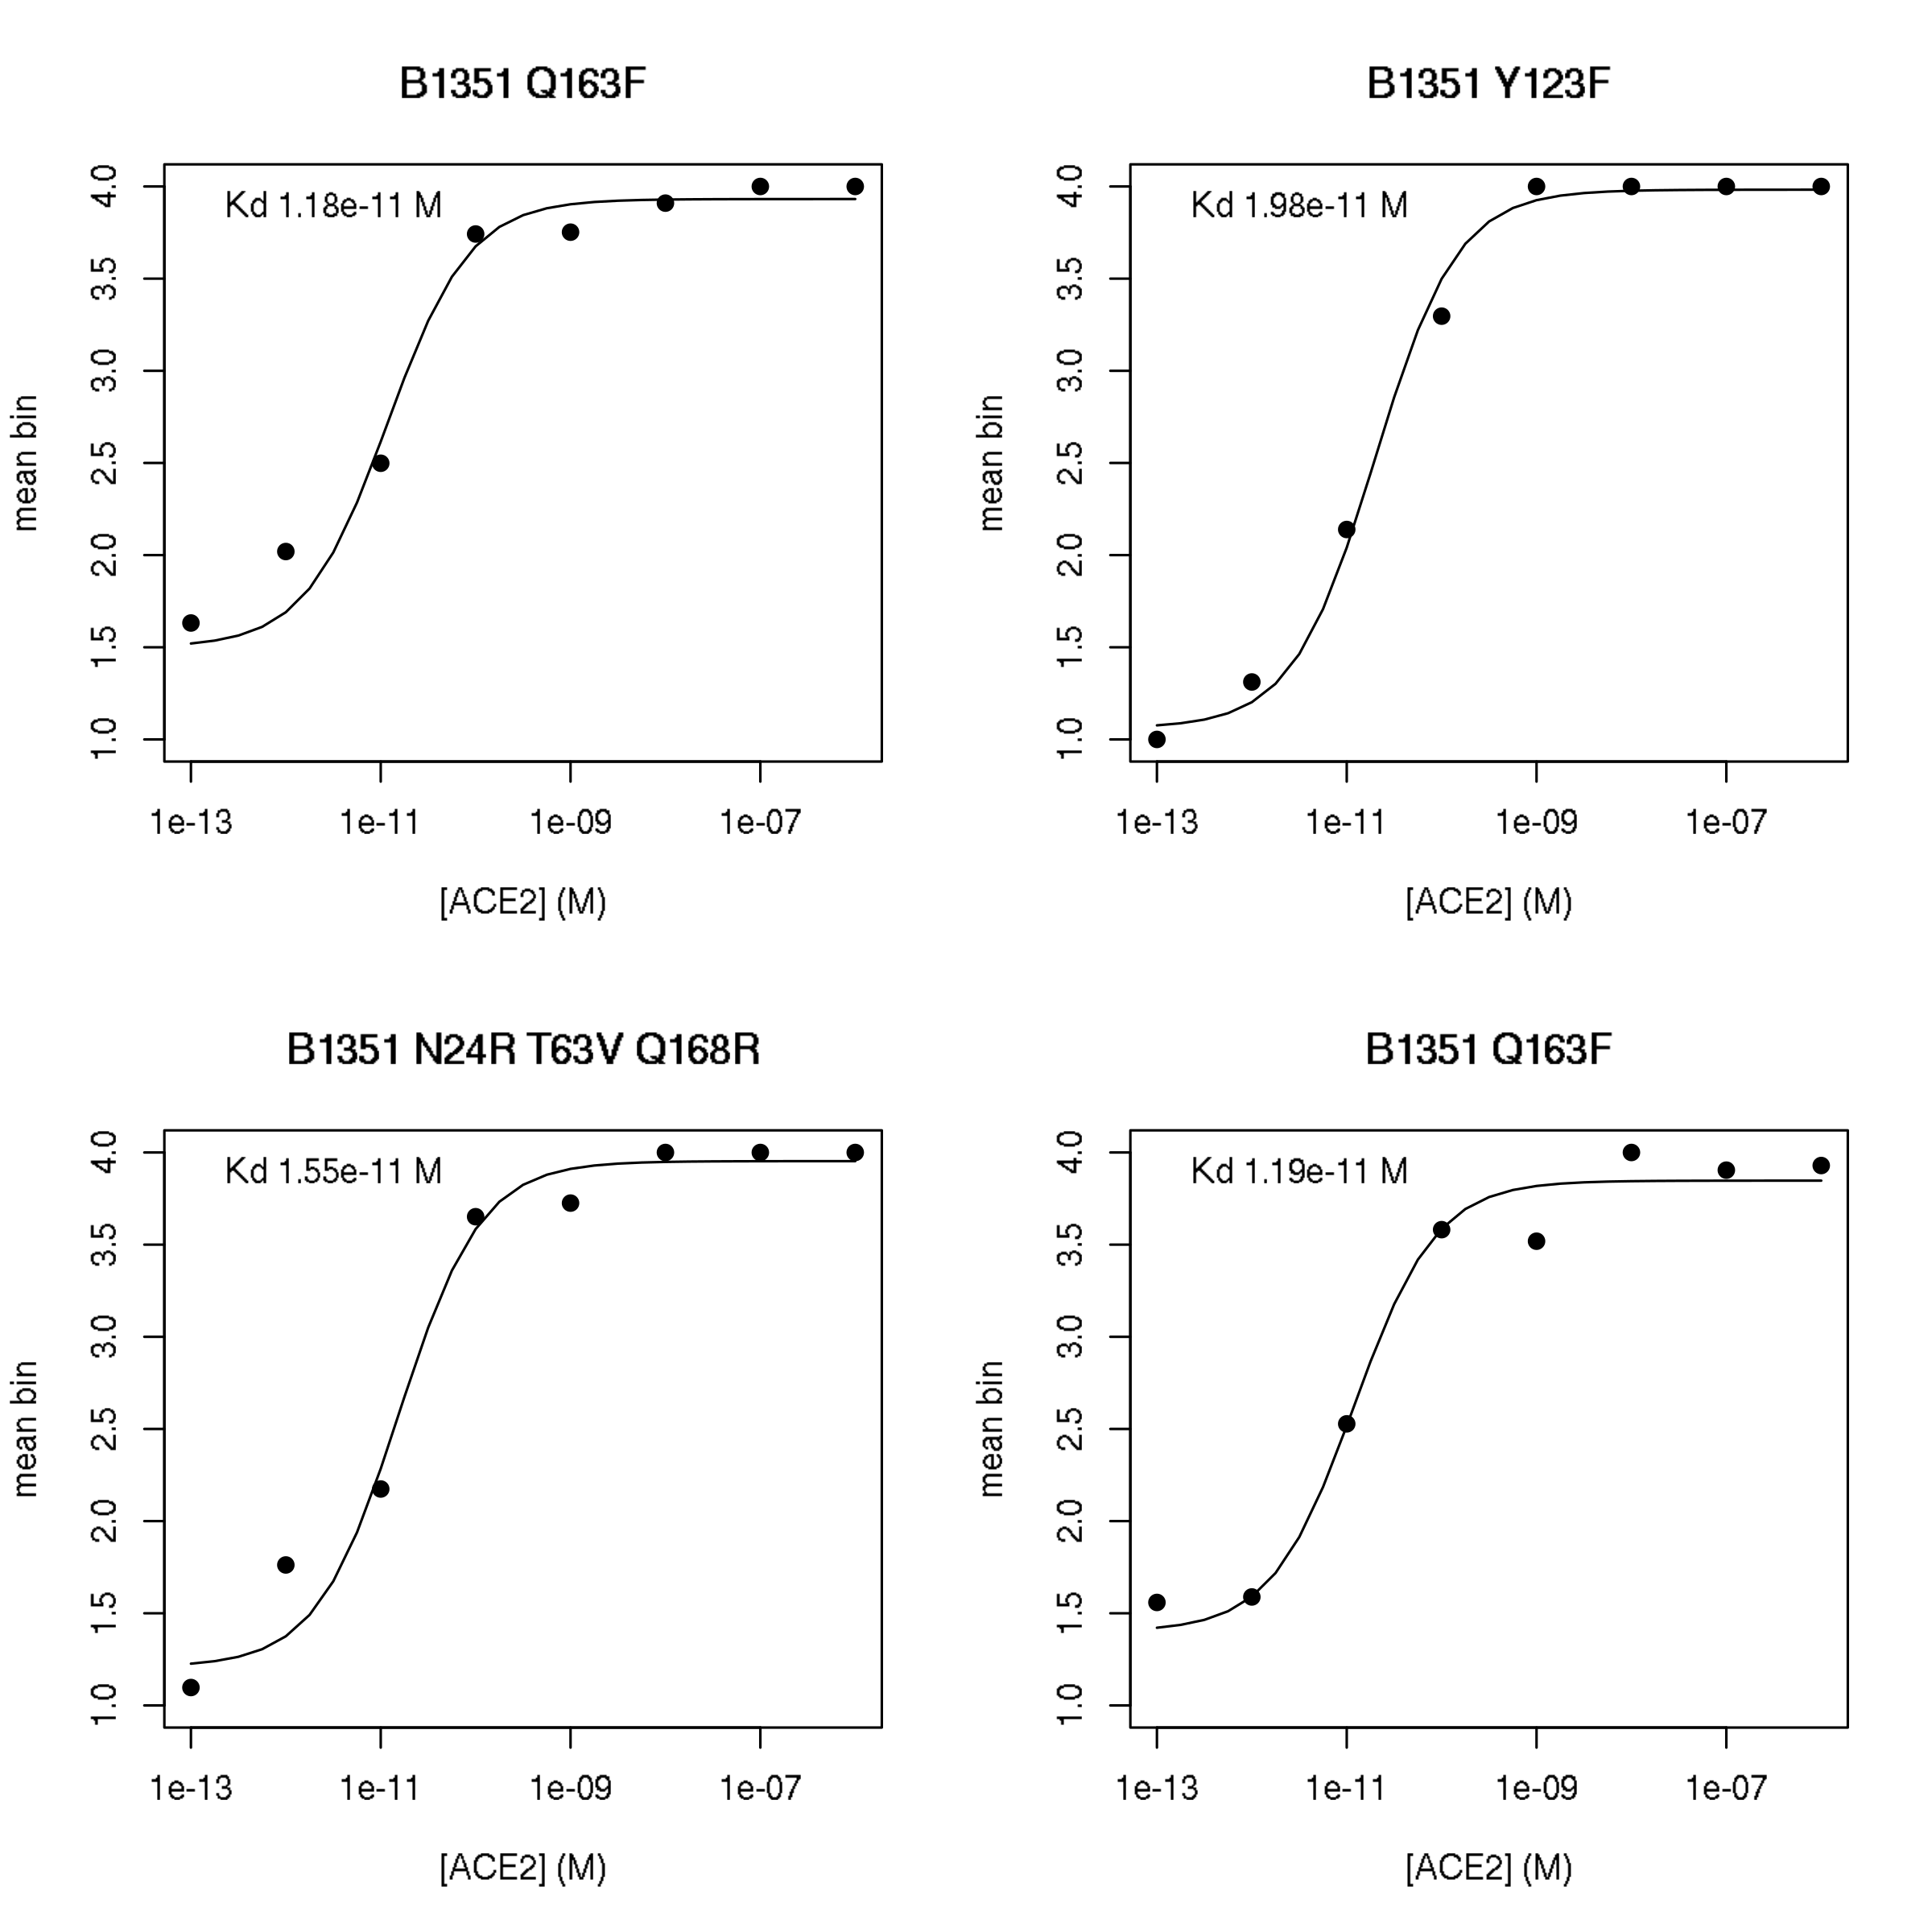 B1351 Q163F
Kd 1.18e-11 M
mean bin
4.0
3.5
3.0
2.5
2.0
1.5
1.0
1e-13 1e-11 1e-09 1e-07
[ACE2] (M)
B1351 Y123F
Kd 1.98e-11 M
mean bin
4.0
3.5
3.0
2.5
2.0
1.5
1.0
1e-13 1e-11 1e-09 1e-07
[ACE2] (M)
B1351 N24R T63V Q168R
Kd 1.55e-11 M
mean bin
4.0
3.5
3.0
2.5
2.0
1.5
1.0
1e-13 1e-11 1e-09 1e-07
[ACE2] (M)
B1351 Q163F
Kd 1.19e-11 M
mean bin
4.0
3.5
3.0
2.5
2.0
1.5
1.0
1e-13 1e-11 1e-09 1e-07
[ACE2] (M)